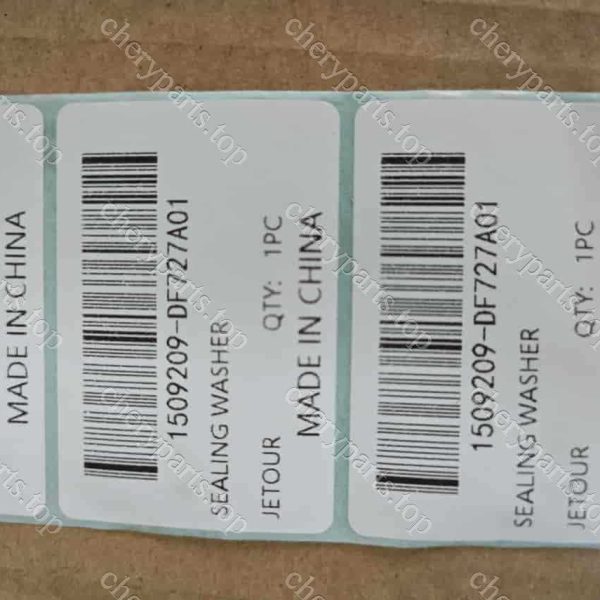 MADE IN CHINA
1509209-DF727A01
SEALING WASHER
JETOUR QTY: 1PC
MADE IN CHINA
1509209-DF727A01
SEALING WASHER
JETOUR QTY: 1PC
cheryparts.top